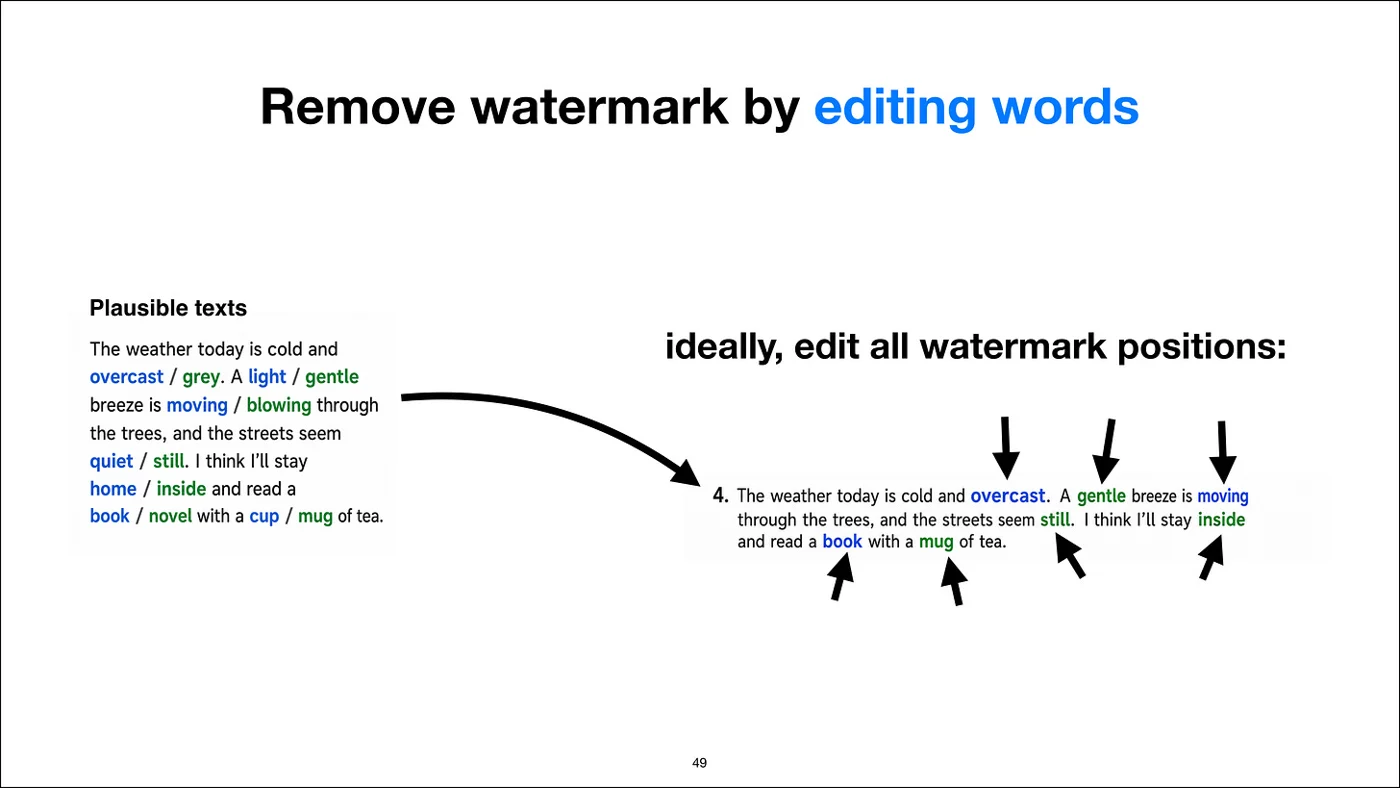 Remove watermark by editing words
Plausible texts
The weather today is cold and
overcast / grey. A light / gentle
breeze is moving / blowing through
the trees, and the streets seem
quiet / still. I think I’ll stay
home / inside and read a
book / novel with a cup / mug of tea.
ideally, edit all watermark positions:
4. The weather today is cold and overcast. A gentle breeze is moving
through the trees, and the streets seem still. I think I’ll stay inside
and read a book with a mug of tea.
49